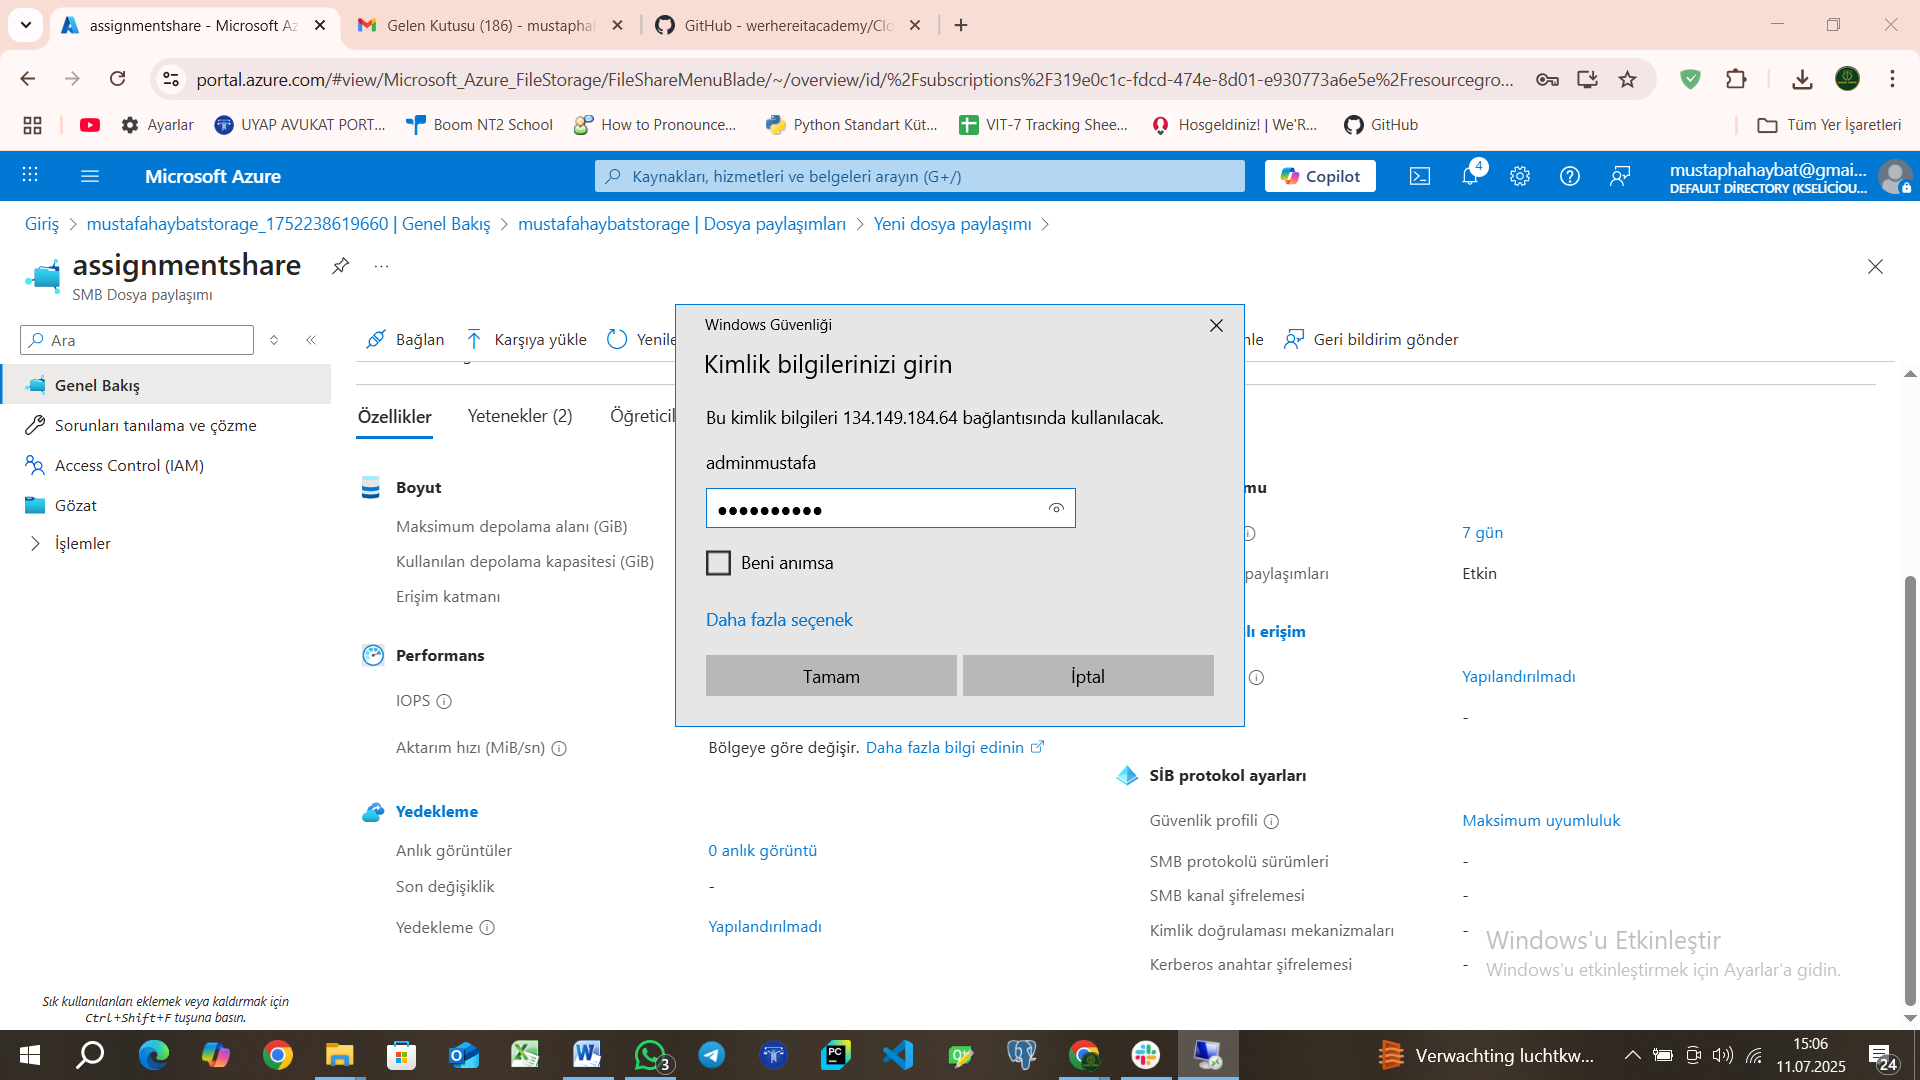 assignmentshare - Microsoft Az
Gelen Kutusu (186) - mustaphah
GitHub - werhereitacademy/Clo
portal.azure.com/#view/Microsoft_Azure_FileStorage/FileShareMenuBlade/~/overview/id/%2Fsubscriptions%2F319e0c1c-fdcd-474e-8d01-e930773a6e5e%2Fresourcegro...
Ayarlar
UYAP AVUKAT PORT...
Boom NT2 School
How to Pronounce...
Python Standart Küt...
VIT-7 Tracking Shee...
Hosgeldiniz! | We'R...
GitHub
Tüm Yer İşaretleri
Microsoft Azure
Kaynakları, hizmetleri ve belgeleri arayın (G+/)
Copilot
4
mustaphahaybat@gmai...
DEFAULT DİRECTORY (KSELİCİOU...
Giriş > mustafahaybatstorage_1752238619660 | Genel Bakış > mustafahaybatstorage | Dosya paylaşımları > Yeni dosya paylaşımı >
assignmentshare
...
SMB Dosya paylaşımı
Ara
Genel Bakış
Sorunları tanılama ve çözme
Access Control (IAM)
Gözat
İşlemler
Sık kullanılanları eklemek veya kaldırmak için
Ctrl+Shift+F tuşuna basın.
Bağlan
Karşıya yükle
Yenile
nle
Geri bildirim gönder
Özellikler
Yetenekler (2)
Öğreticil
Boyut
Maksimum depolama alanı (GiB)
Kullanılan depolama kapasitesi (GiB)
Erişim katmanı
Performans
IOPS
Aktarım hızı (MiB/sn)
Bölgeye göre değişir. Daha fazla bilgi edinin
Yedekleme
Anlık görüntüler
0 anlık görüntü
Son değişiklik
-
Yedekleme
Yapılandırılmadı
Windows Güvenliği
Kimlik bilgilerinizi girin
Bu kimlik bilgileri 134.149.184.64 bağlantısında kullanılacak.
adminmustafa
●●●●●●●●●●
Beni anımsa
Daha fazla seçenek
Tamam
İptal
mu
7 gün
paylaşımları
Etkin
lı erişim
Yapılandırılmadı
-
SİB protokol ayarları
Güvenlik profili
Maksimum uyumluluk
SMB protokolü sürümleri
-
SMB kanal şifrelemesi
-
Kimlik doğrulaması mekanizmaları
-
Kerberos anahtar şifrelemesi
-
Windows'u Etkinleştir
Windows'u etkinleştirmek için Ayarlar'a gidin.
3
Verwachting luchtkw...
15:06
11.07.2025
24